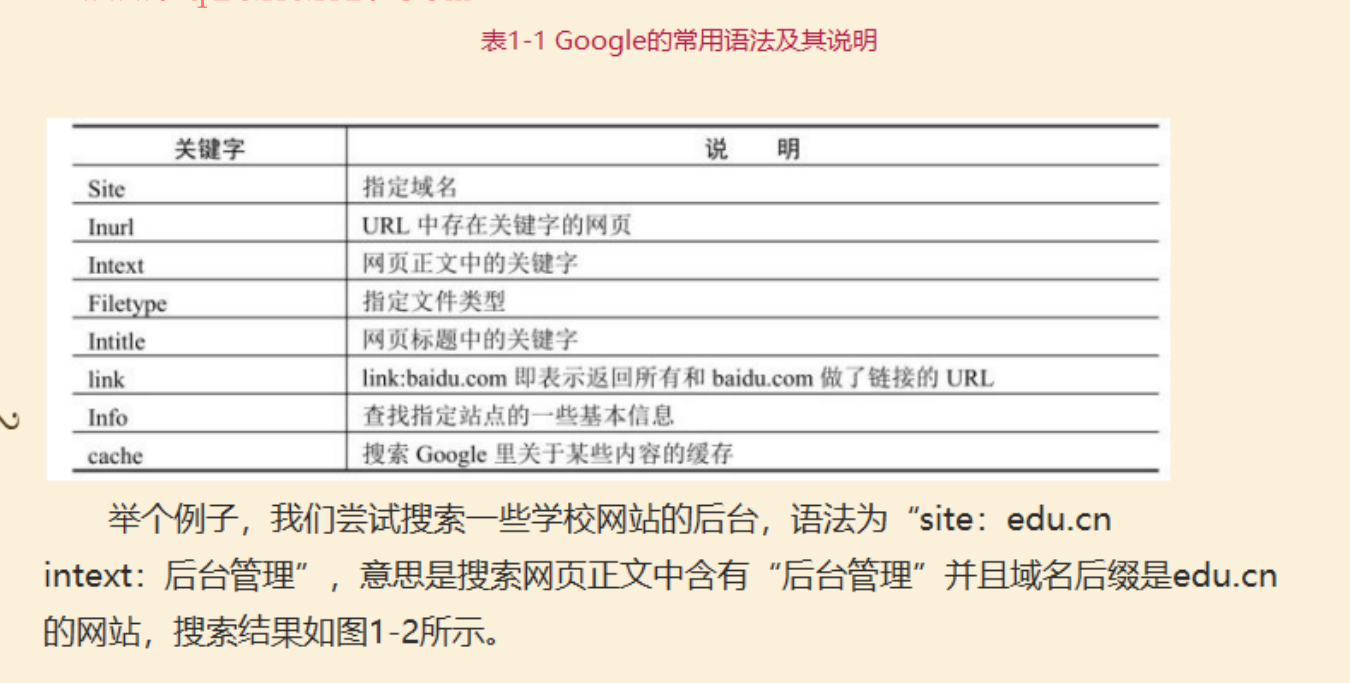 表1-1 Google的常用语法及其说明
关键字 说 明
Site 指定域名
Inurl URL 中存在关键字的网页
Intext 网页正文中的关键字
Filetype 指定文件类型
Intitle 网页标题中的关键字
link link:baidu.com 即表示返回所有和 baidu.com 做了链接的 URL
Info 查找指定站点的一些基本信息
cache 搜索 Google 里关于某些内容的缓存
2
举个例子，我们尝试搜索一些学校网站的后台，语法为“site：edu.cn
intext：后台管理”，意思是搜索网页正文中含有“后台管理”并且域名后缀是edu.cn
的网站，搜索结果如图1-2所示。